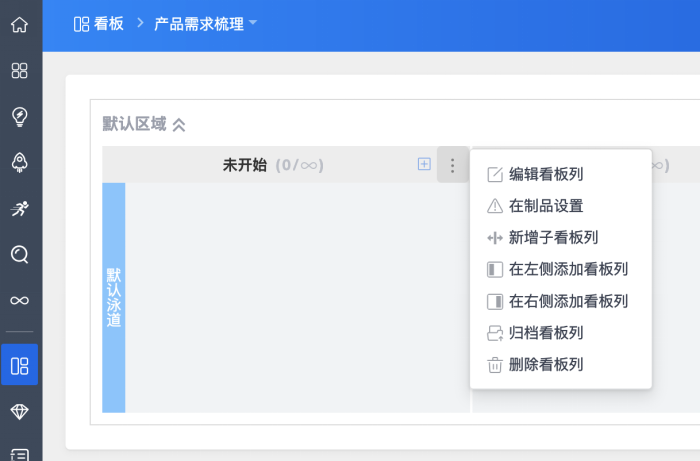 看板 > 产品需求梳理
默认区域
未开始 (0/∞)
∞)
默认泳道
编辑看板列
在制品设置
新增子看板列
在左侧添加看板列
在右侧添加看板列
归档看板列
删除看板列